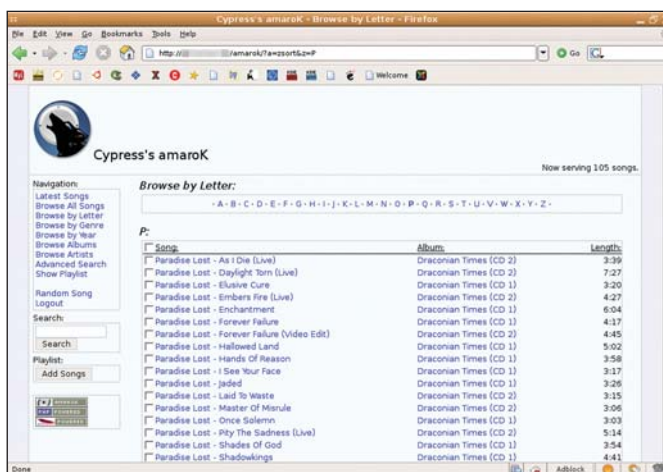 Cypress's amaroK - Browse by Letter - Firefox
File Edit View Go Bookmarks Tools Help
http:// /amarok/?a=zsort&z=P
Go
Welcome
Cypress's amaroK
Now serving 105 songs.
Navigation:
Latest Songs
Browse All Songs
Browse by Letter
Browse by Genre
Browse by Year
Browse Albums
Browse Artists
Advanced Search
Show Playlist
Random Song
Logout
Search:
Search
Playlist:
Add Songs
Browse by Letter:
- A - B - C - D - E - F - G - H - I - J - K - L - M - N - O - P - Q - R - S - T - U - V - W - X - Y - Z -
P:
Song: Album: Length:
Paradise Lost - As I Die (Live) Draconian Times (CD 2) 3:39
Paradise Lost - Daylight Torn (Live) Draconian Times (CD 2) 7:27
Paradise Lost - Elusive Cure Draconian Times (CD 1) 3:20
Paradise Lost - Embers Fire (Live) Draconian Times (CD 2) 4:27
Paradise Lost - Enchantment Draconian Times (CD 1) 6:04
Paradise Lost - Forever Failure Draconian Times (CD 1) 4:17
Paradise Lost - Forever Failure (Video Edit) Draconian Times (CD 2) 4:45
Paradise Lost - Hallowed Land Draconian Times (CD 1) 5:02
Paradise Lost - Hands Of Reason Draconian Times (CD 1) 3:58
Paradise Lost - I See Your Face Draconian Times (CD 1) 3:17
Paradise Lost - Jaded Draconian Times (CD 1) 3:26
Paradise Lost - Laid To Waste Draconian Times (CD 2) 3:15
Paradise Lost - Master Of Misrule Draconian Times (CD 2) 3:06
Paradise Lost - Once Solemn Draconian Times (CD 1) 3:03
Paradise Lost - Pity The Sadness (Live) Draconian Times (CD 2) 5:14
Paradise Lost - Shades Of God Draconian Times (CD 1) 3:54
Paradise Lost - Shadowkings Draconian Times (CD 1) 4:41
Done
Adblock